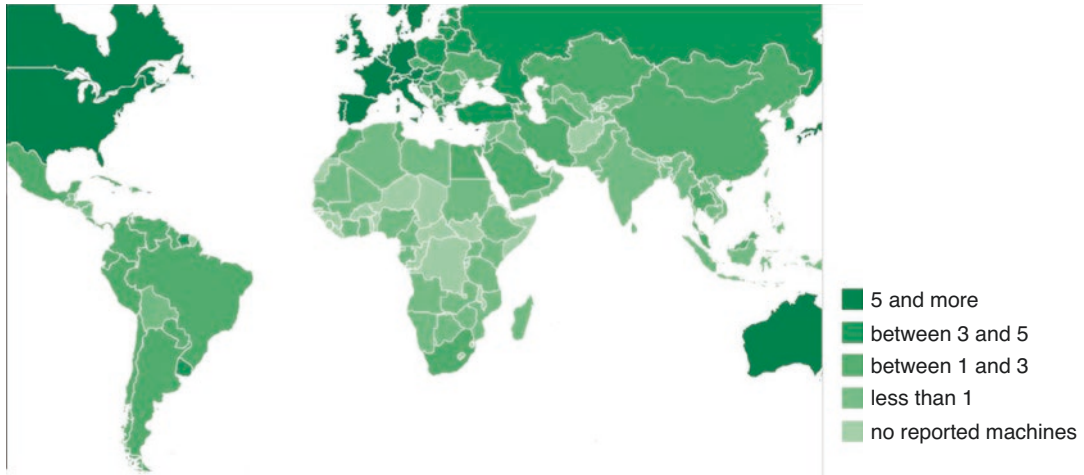 5 and more
between 3 and 5
between 1 and 3
less than 1
no reported machines